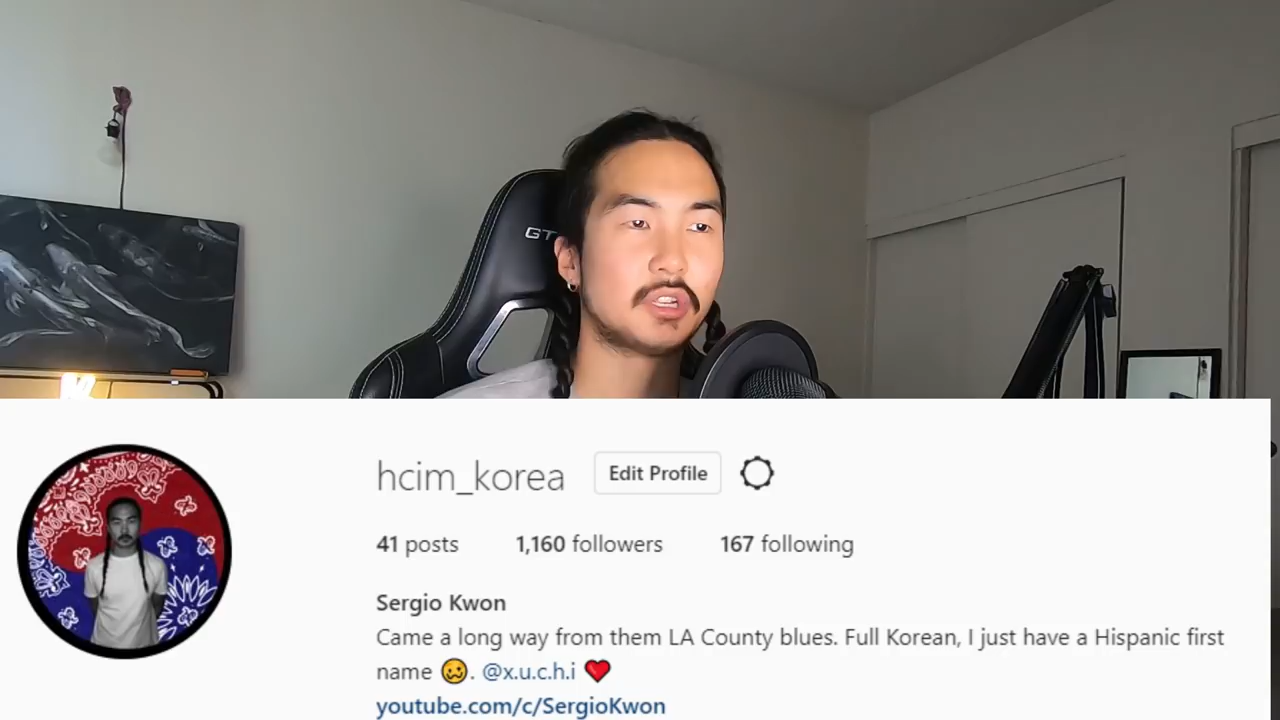 GT
hcim_korea Edit Profile
41 posts 1,160 followers 167 following
Sergio Kwon
Came a long way from them LA County blues. Full Korean, I just have a Hispanic first
name 🥴. @x.u.c.h.i ❤️
youtube.com/c/SergioKwon